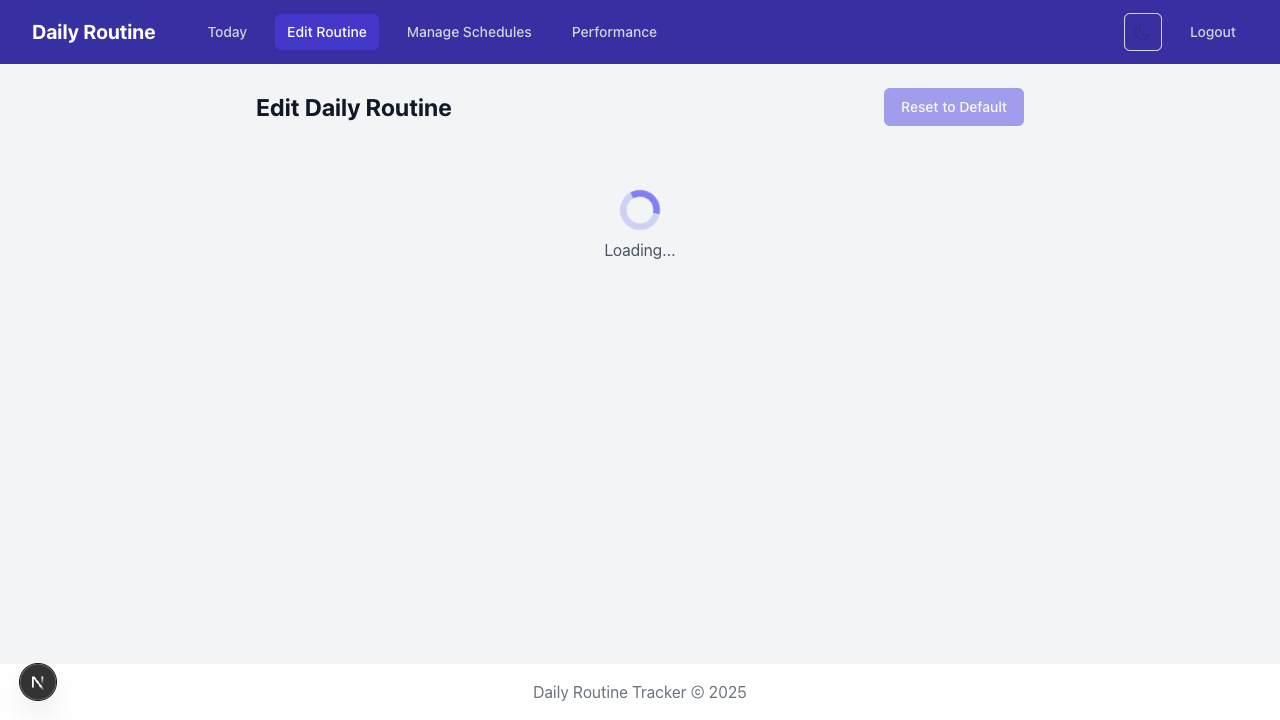 Daily Routine
Today
Edit Routine
Manage Schedules
Performance
Logout
Edit Daily Routine
Reset to Default
Loading...
Daily Routine Tracker © 2025
N